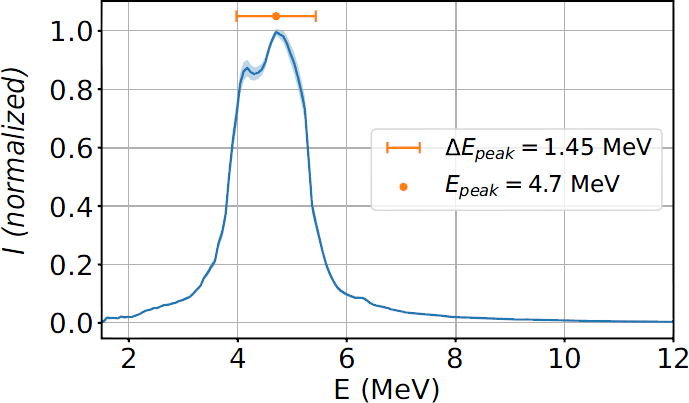 1.0
0.8
0.6
0.4
0.2
0.0
I (normalized)
ΔE_peak = 1.45 MeV
E_peak = 4.7 MeV
2 4 6 8 10 12
E (MeV)